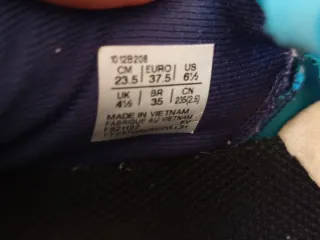 1012B208
CM EURO US
23.5 37.5 6½
UK BR CN
4½ 35 235(2.5)
MADE IN VIETNAM
FABRIQUE AU VIETNAM